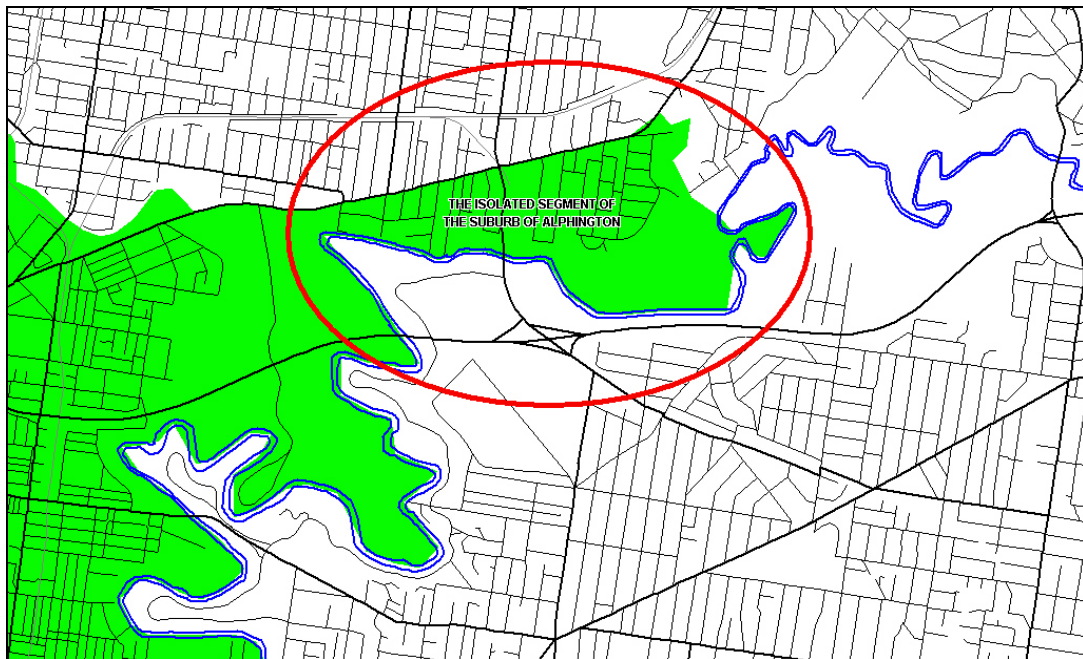 THE ISOLATED SEGMENT OF
THE SUBURB OF ALPHINGTON